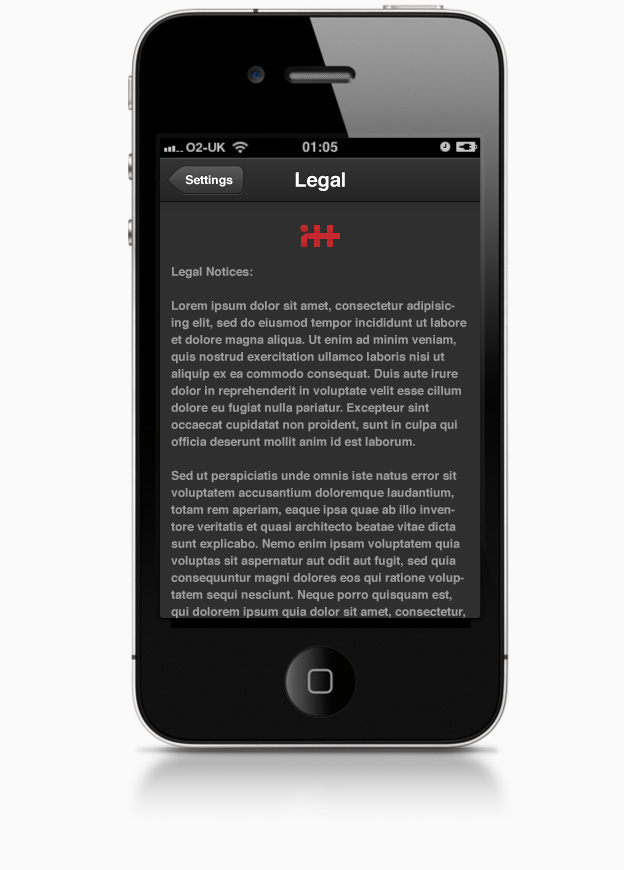 O2-UK 01:05
Settings Legal
itt
Legal Notices:
Lorem ipsum dolor sit amet, consectetur adipisic-
ing elit, sed do eiusmod tempor incididunt ut labore
et dolore magna aliqua. Ut enim ad minim veniam,
quis nostrud exercitation ullamco laboris nisi ut
aliquip ex ea commodo consequat. Duis aute irure
dolor in reprehenderit in voluptate velit esse cillum
dolore eu fugiat nulla pariatur. Excepteur sint
occaecat cupidatat non proident, sunt in culpa qui
officia deserunt mollit anim id est laborum.
Sed ut perspiciatis unde omnis iste natus error sit
voluptatem accusantium doloremque laudantium,
totam rem aperiam, eaque ipsa quae ab illo inven-
tore veritatis et quasi architecto beatae vitae dicta
sunt explicabo. Nemo enim ipsam voluptatem quia
voluptas sit aspernatur aut odit aut fugit, sed quia
consequuntur magni dolores eos qui ratione volup-
tatem sequi nesciunt. Neque porro quisquam est,
qui dolorem ipsum quia dolor sit amet, consectetur,